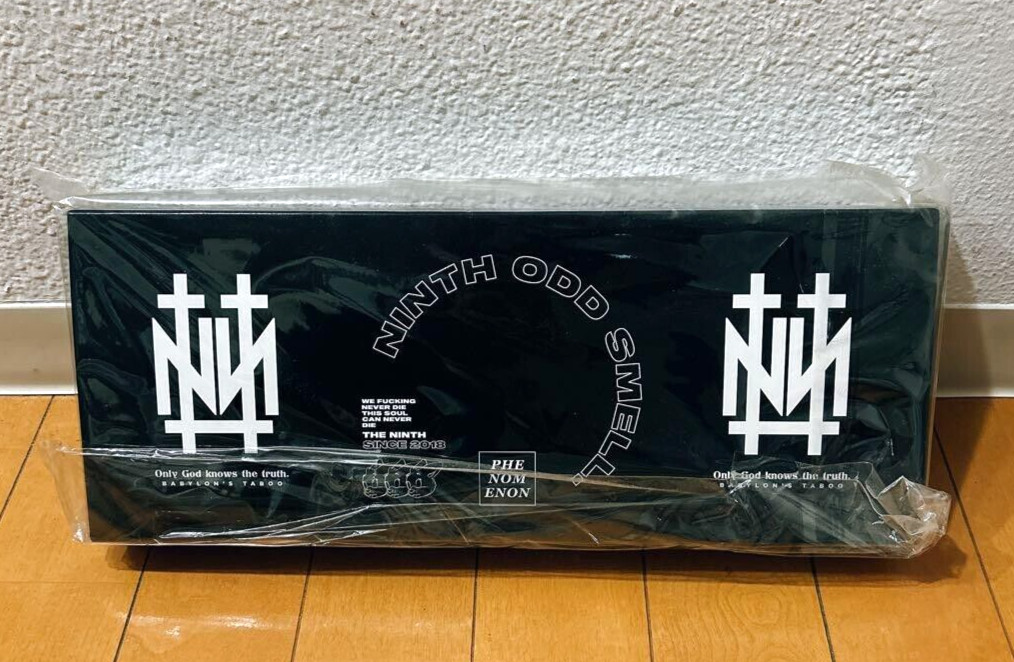 NINTH ODD SMELL.
WE FUCKING
NEVER DIE
THIS SOUL
CAN NEVER
DIE
THE NINTH
SINCE 2018
PHE
NOM
ENON
Only God knows the truth.
BABYLON'S TABOO
Only God knows the truth.
BABYLON'S TABOO